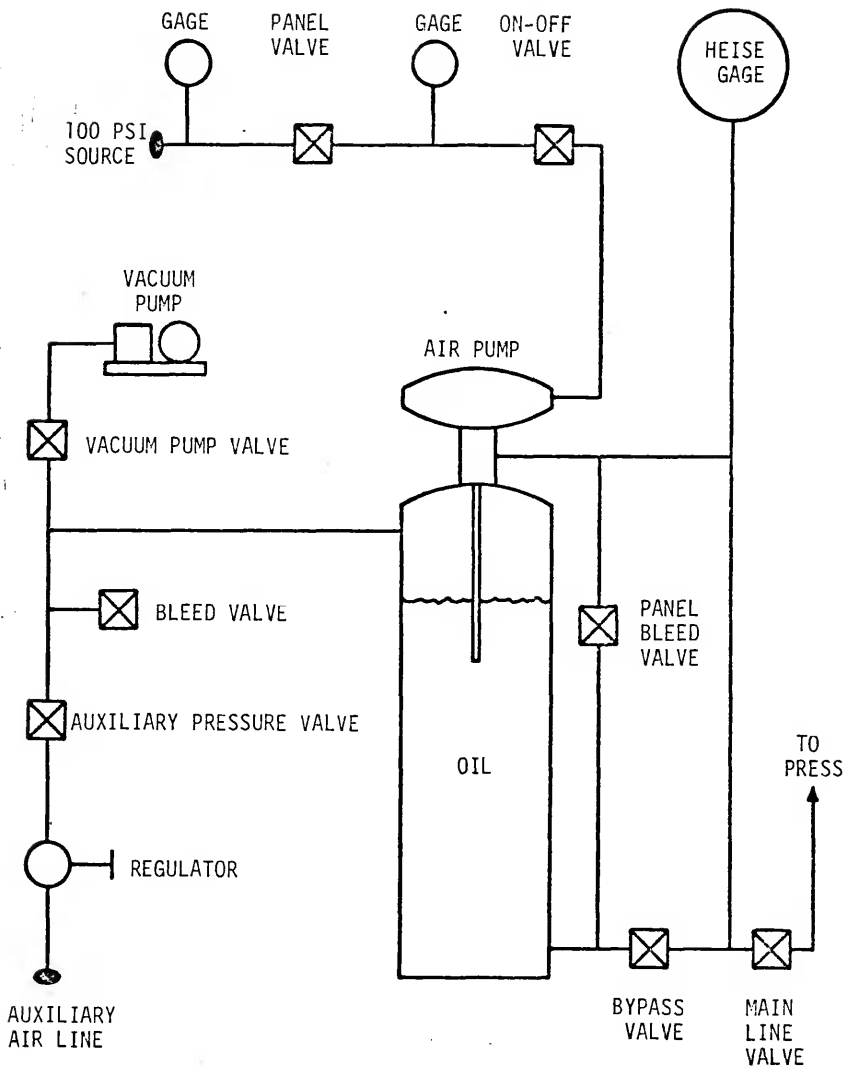 GAGE
PANEL
VALVE
GAGE
ON-OFF
VALVE
HEISE
GAGE
100 PSI
SOURCE
VACUUM
PUMP
AIR PUMP
VACUUM PUMP VALVE
BLEED VALVE
PANEL
BLEED
VALVE
AUXILIARY PRESSURE VALVE
OIL
TO
PRESS
REGULATOR
AUXILIARY
AIR LINE
BYPASS
VALVE
MAIN
LINE
VALVE